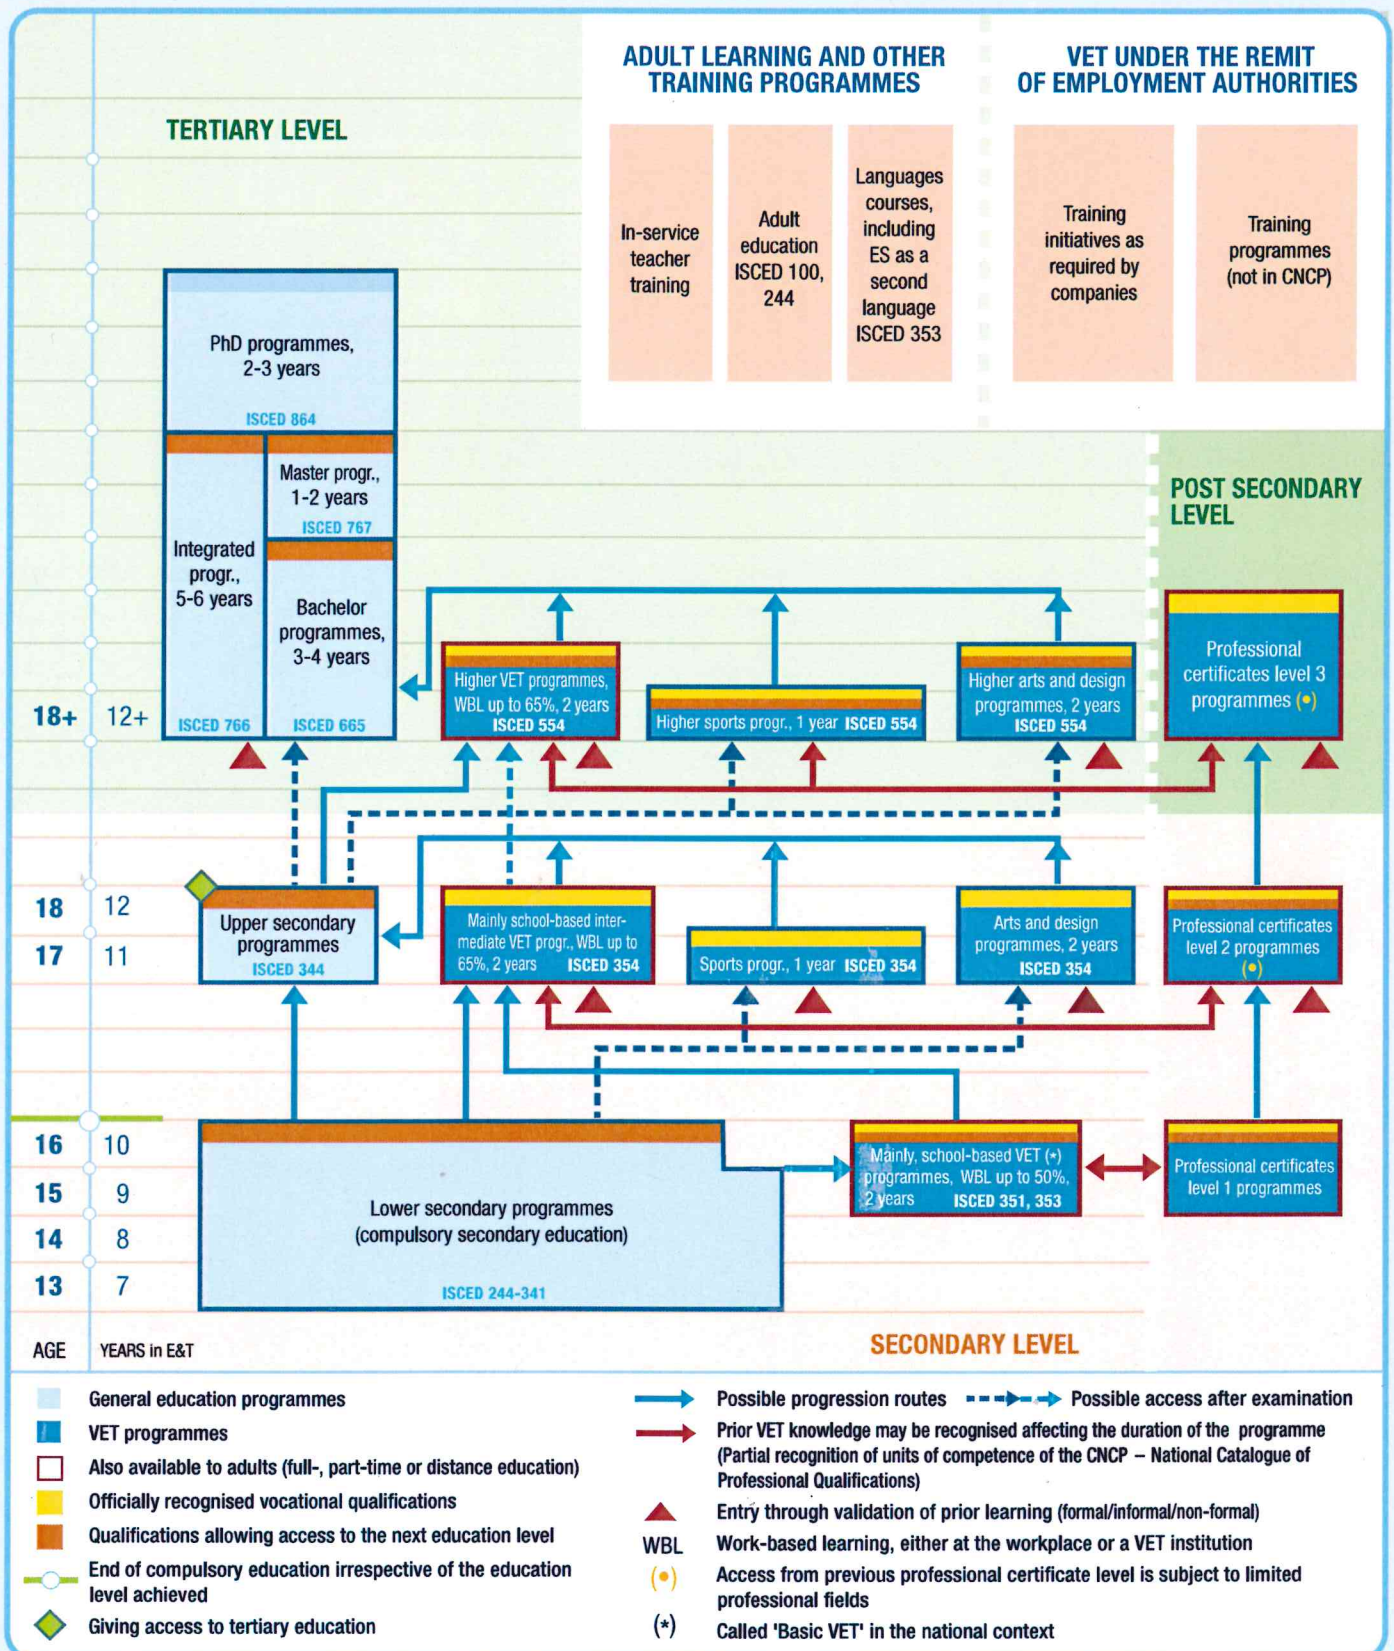 ADULT LEARNING AND OTHER
TRAINING PROGRAMMES
VET UNDER THE REMIT
OF EMPLOYMENT AUTHORITIES
TERTIARY LEVEL
In-service
teacher
training
Adult
education
ISCED 100,
244
Languages
courses,
including
ES as a
second
language
ISCED 353
Training
initiatives as
required by
companies
Training
programmes
(not in CNCP)
PhD programmes,
2-3 years
ISCED 864
Master progr.,
1-2 years
ISCED 767
Integrated
progr.,
5-6 years
ISCED 766
Bachelor
programmes,
3-4 years
ISCED 665
POST SECONDARY
LEVEL
Higher VET programmes,
WBL up to 65%, 2 years
ISCED 554
Higher sports progr., 1 year ISCED 554
Higher arts and design
programmes, 2 years
ISCED 554
Professional
certificates level 3
programmes (•)
18+ 12+
18 12
17 11
Upper secondary
programmes
ISCED 344
Mainly school-based inter-
mediate VET progr., WBL up to
65%, 2 years ISCED 354
Sports progr., 1 year ISCED 354
Arts and design
programmes, 2 years
ISCED 354
Professional certificates
level 2 programmes
(•)
16 10
15 9
14 8
13 7
Lower secondary programmes
(compulsory secondary education)
ISCED 244-341
Mainly, school-based VET (*)
programmes, WBL up to 50%,
2 years ISCED 351, 353
Professional certificates
level 1 programmes
AGE YEARS in E&T
SECONDARY LEVEL
General education programmes
VET programmes
Also available to adults (full-, part-time or distance education)
Officially recognised vocational qualifications
Qualifications allowing access to the next education level
End of compulsory education irrespective of the education
level achieved
Giving access to tertiary education
Possible progression routes
Possible access after examination
Prior VET knowledge may be recognised affecting the duration of the programme
(Partial recognition of units of competence of the CNCP – National Catalogue of
Professional Qualifications)
Entry through validation of prior learning (formal/informal/non-formal)
WBL Work-based learning, either at the workplace or a VET institution
(•) Access from previous professional certificate level is subject to limited
professional fields
(*) Called 'Basic VET' in the national context